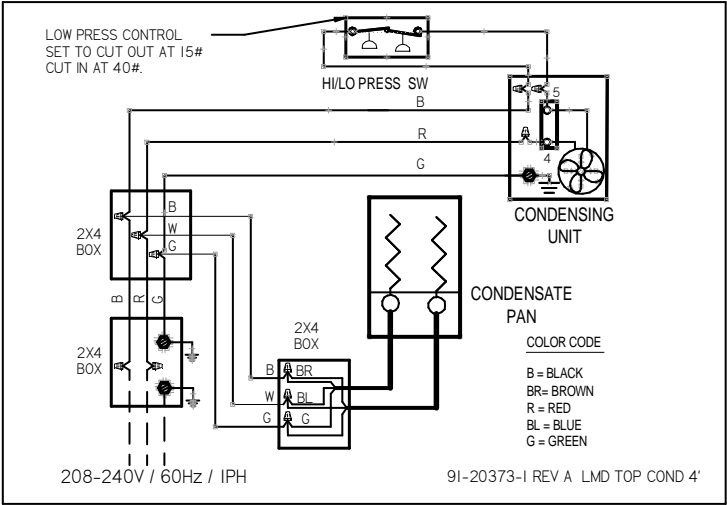 LOW PRESS CONTROL
SET TO CUT OUT AT 15#
CUT IN AT 40#.
HI/LO PRESS SW
B
R
G
5
4
CONDENSING
UNIT
2X4
BOX
B
W
G
B
R
G
2X4
BOX
CONDENSATE
PAN
2X4
BOX
B
BR
W
BL
G
G
COLOR CODE
B = BLACK
BR= BROWN
R = RED
BL = BLUE
G = GREEN
208-240V / 60Hz / 1PH
91-20373-1 REV A LMD TOP COND 4'